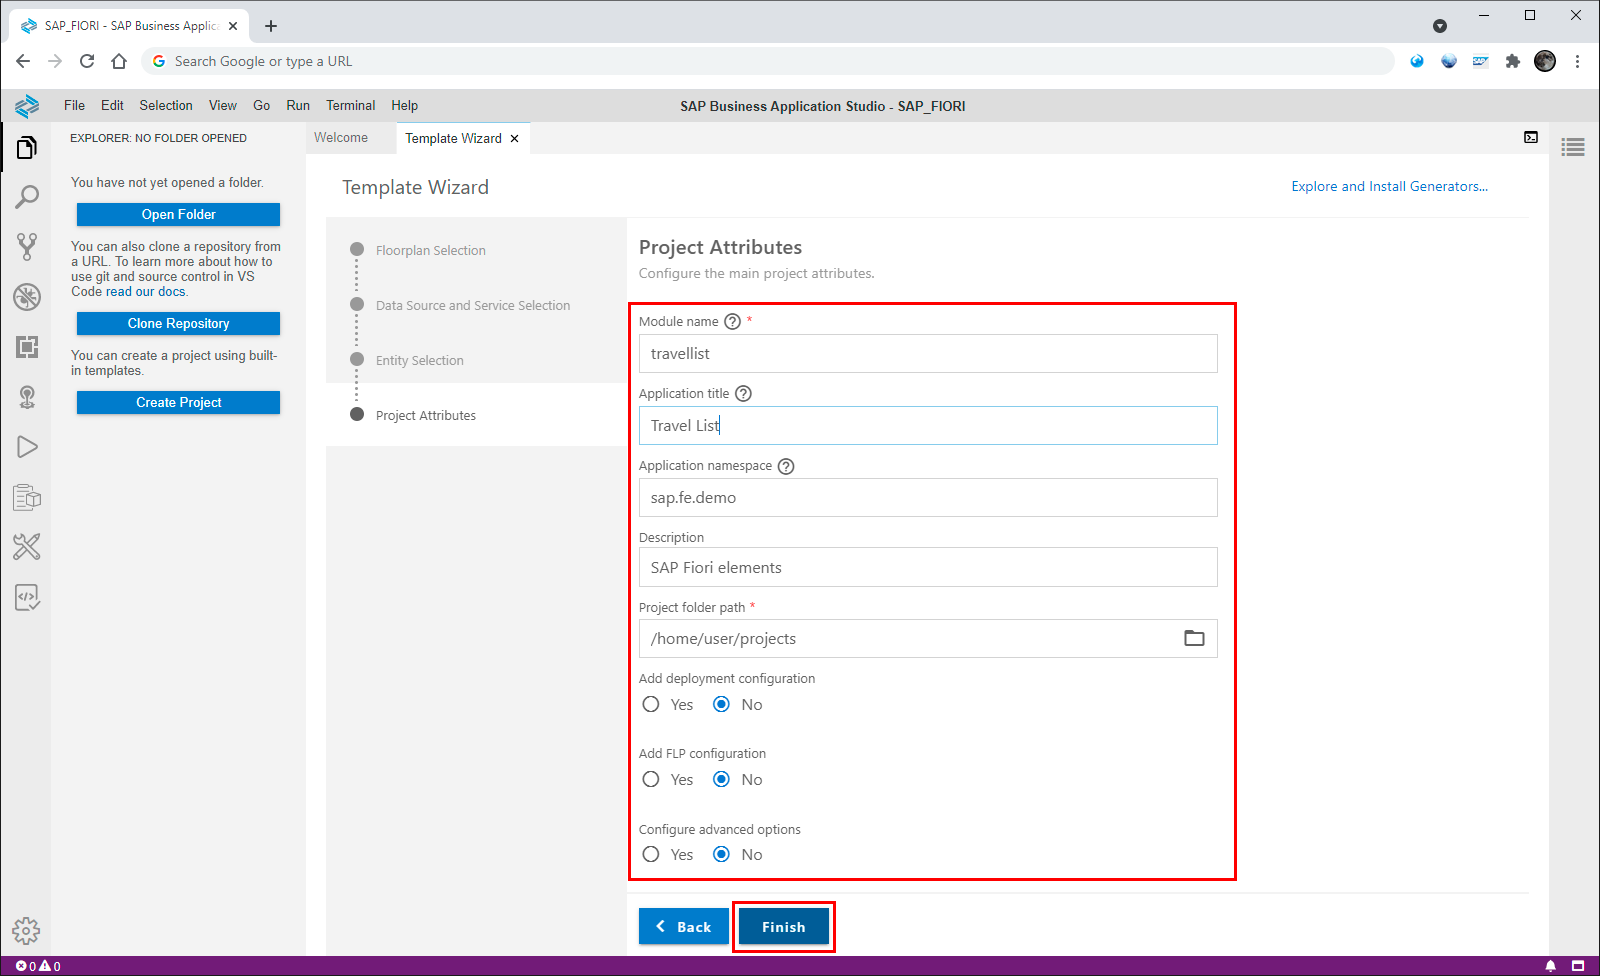 SAP_FIORI - SAP Business Applic
Search Google or type a URL
SAP
File Edit Selection View Go Run Terminal Help
SAP Business Application Studio - SAP_FIORI
EXPLORER: NO FOLDER OPENED
You have not yet opened a folder.
Open Folder
You can also clone a repository from
a URL. To learn more about how to
use git and source control in VS
Code read our docs.
Clone Repository
You can create a project using built-
in templates.
Create Project
Welcome
Template Wizard
Template Wizard
Explore and Install Generators...
Floorplan Selection
Data Source and Service Selection
Entity Selection
Project Attributes
Project Attributes
Configure the main project attributes.
Module name ? *
travellist
Application title ?
Travel List
Application namespace ?
sap.fe.demo
Description
SAP Fiori elements
Project folder path *
/home/user/projects
Add deployment configuration
Yes No
Add FLP configuration
Yes No
Configure advanced options
Yes No
Back
Finish
0 0